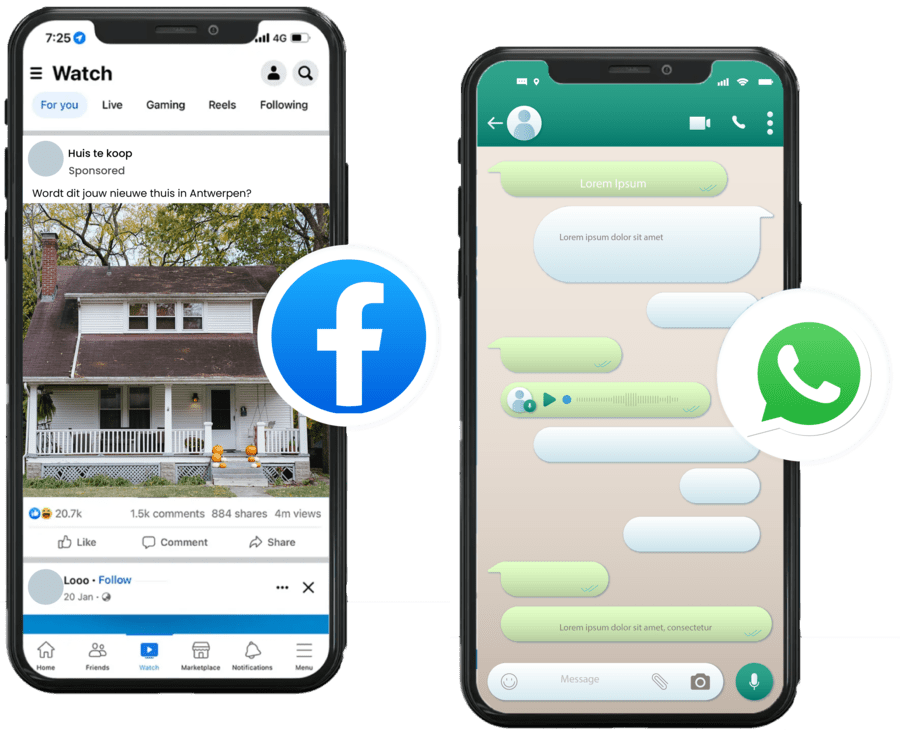 7:25
4G
Watch
For you Live Gaming Reels Following
Huis te koop
Sponsored
Wordt dit jouw nieuwe thuis in Antwerpen?
20.7k 1.5k comments 884 shares 4m views
Like Comment Share
Looo • Follow
20 Jan •
Home Friends Watch Marketplace Notifications Menu
f
Lorem Ipsum
Lorem ipsum dolor sit amet
Lorem ipsum dolor sit amet, consectetur
Message